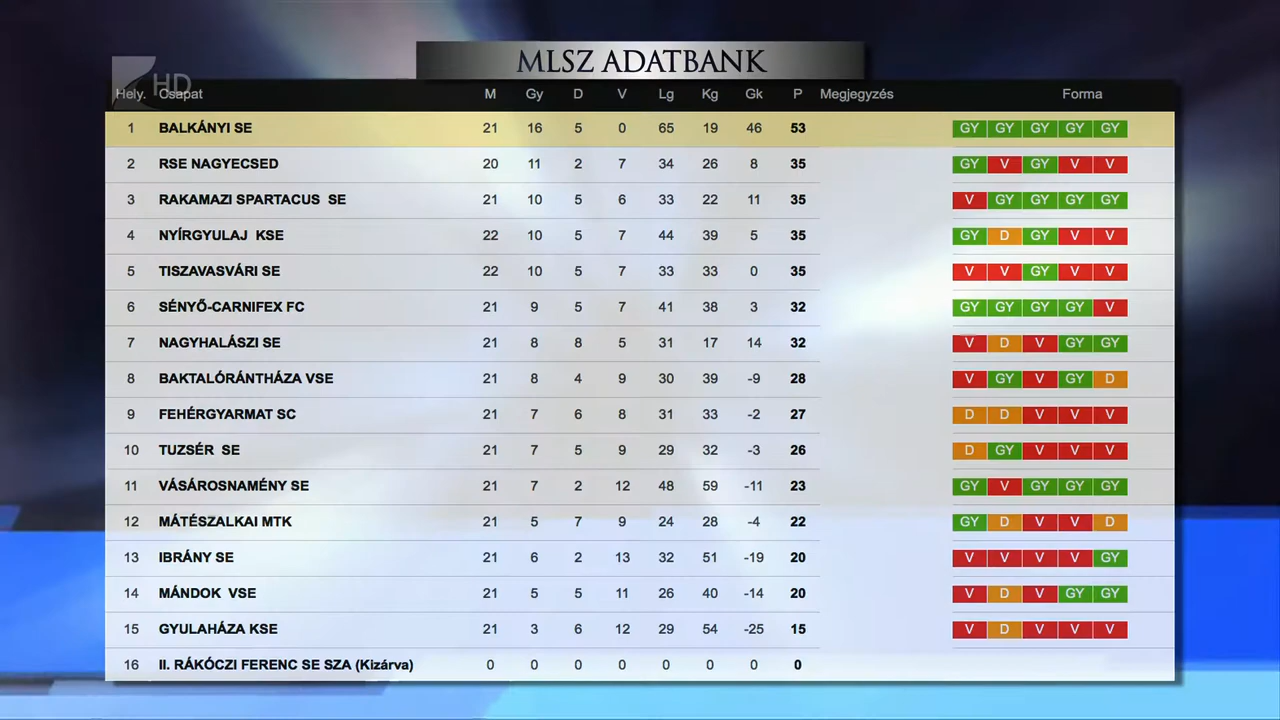 MLSZ ADATBANK
HD
Hely. Csapat M Gy D V Lg Kg Gk P Megjegyzés Forma
1 BALKÁNYI SE 21 16 5 0 65 19 46 53 GY GY GY GY GY
2 RSE NAGYECSED 20 11 2 7 34 26 8 35 GY V GY V V
3 RAKAMAZI SPARTACUS SE 21 10 5 6 33 22 11 35 V GY GY GY GY
4 NYÍRGYULAJ KSE 22 10 5 7 44 39 5 35 GY D GY V V
5 TISZAVASVÁRI SE 22 10 5 7 33 33 0 35 V V GY V V
6 SÉNYŐ-CARNIFEX FC 21 9 5 7 41 38 3 32 GY GY GY GY V
7 NAGYHALÁSZI SE 21 8 8 5 31 17 14 32 V D V GY GY
8 BAKTALÓRÁNTHÁZA VSE 21 8 4 9 30 39 -9 28 V GY V GY D
9 FEHÉRGYARMAT SC 21 7 6 8 31 33 -2 27 D D V V V
10 TUZSÉR SE 21 7 5 9 29 32 -3 26 D GY V V V
11 VÁSÁROSNAMÉNY SE 21 7 2 12 48 59 -11 23 GY V GY GY GY
12 MÁTÉSZALKAI MTK 21 5 7 9 24 28 -4 22 GY D V V D
13 IBRÁNY SE 21 6 2 13 32 51 -19 20 V V V V GY
14 MÁNDOK VSE 21 5 5 11 26 40 -14 20 V D V GY GY
15 GYULAHÁZA KSE 21 3 6 12 29 54 -25 15 V D V V V
16 II. RÁKÓCZI FERENC SE SZA (Kizárva) 0 0 0 0 0 0 0 0